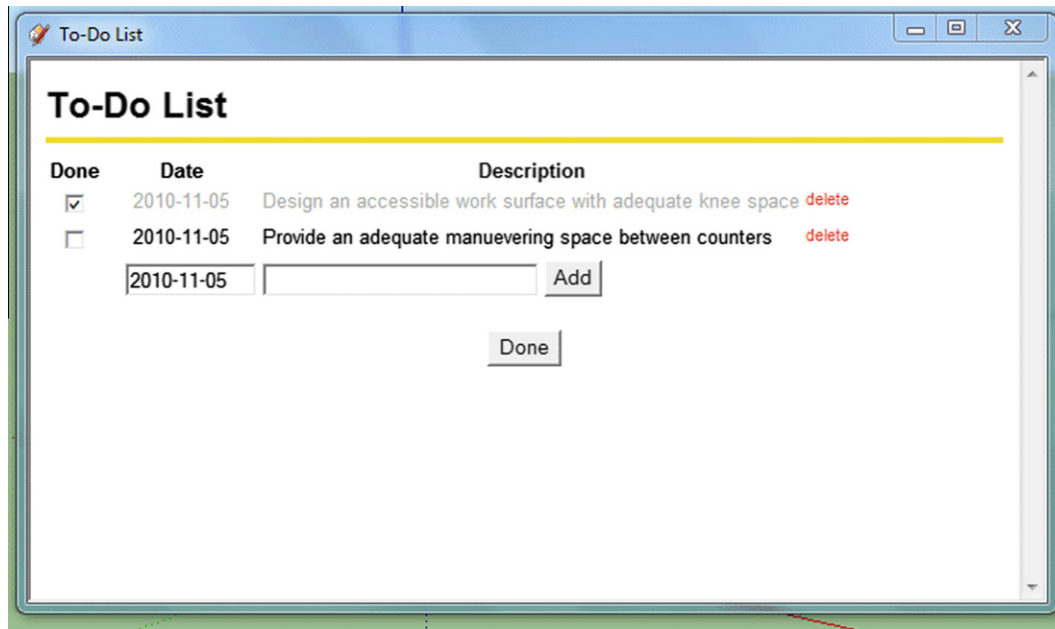 To-Do List
To-Do List
Done Date Description
2010-11-05 Design an accessible work surface with adequate knee space delete
2010-11-05 Provide an adequate manuevering space between counters delete
2010-11-05 Add
Done